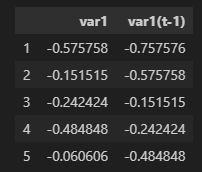 var1 var1(t-1)
1 -0.575758 -0.757576
2 -0.151515 -0.575758
3 -0.242424 -0.151515
4 -0.484848 -0.242424
5 -0.060606 -0.484848